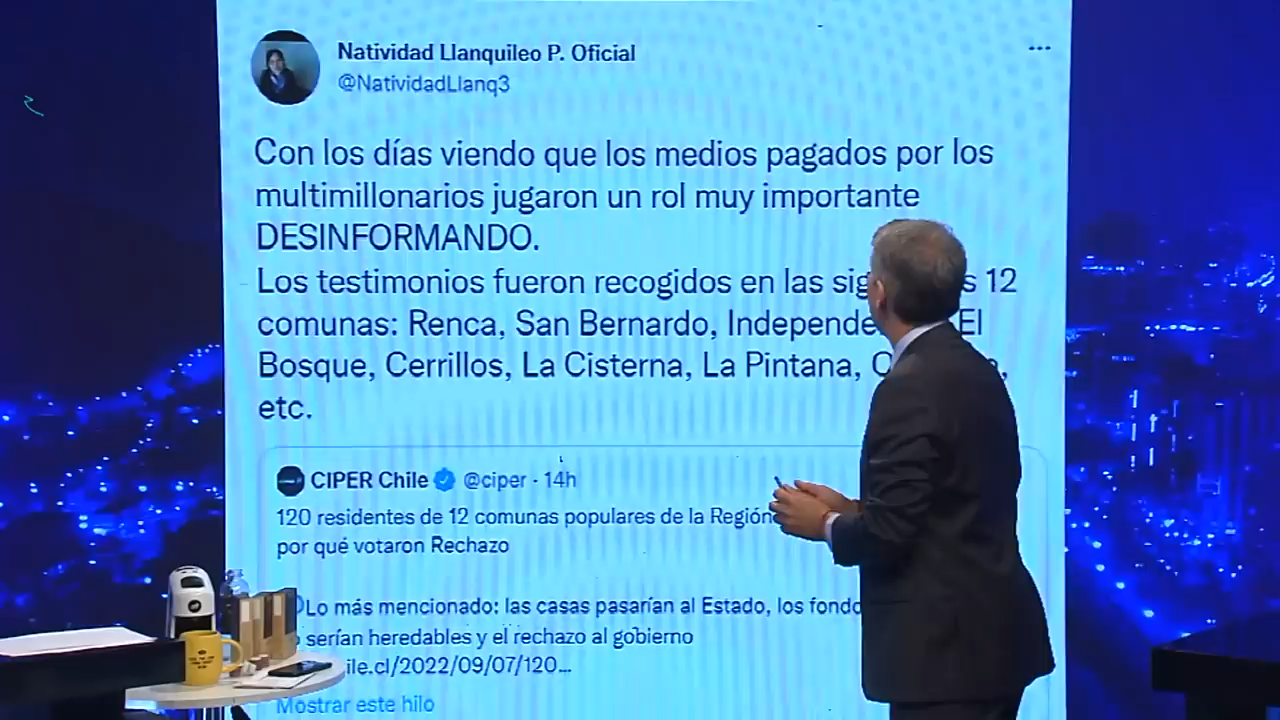 Natividad Llanquileo P. Oficial
@NatividadLlanq3
Con los días viendo que los medios pagados por los
multimillonarios jugaron un rol muy importante
DESINFORMANDO.
Los testimonios fueron recogidos en las 12
comunas: Renca, San Bernardo, El
Bosque, Cerrillos, La Cisterna, La Pintana,
etc.
CIPER Chile @ciper · 14h
120 residentes de 12 comunas populares de la Región
por qué votaron Rechazo
Lo más mencionado: las casas pasarían al Estado, los
serían heredables y el rechazo al gobierno
ile.cl/2022/09/07/120...
Mostrar este hilo